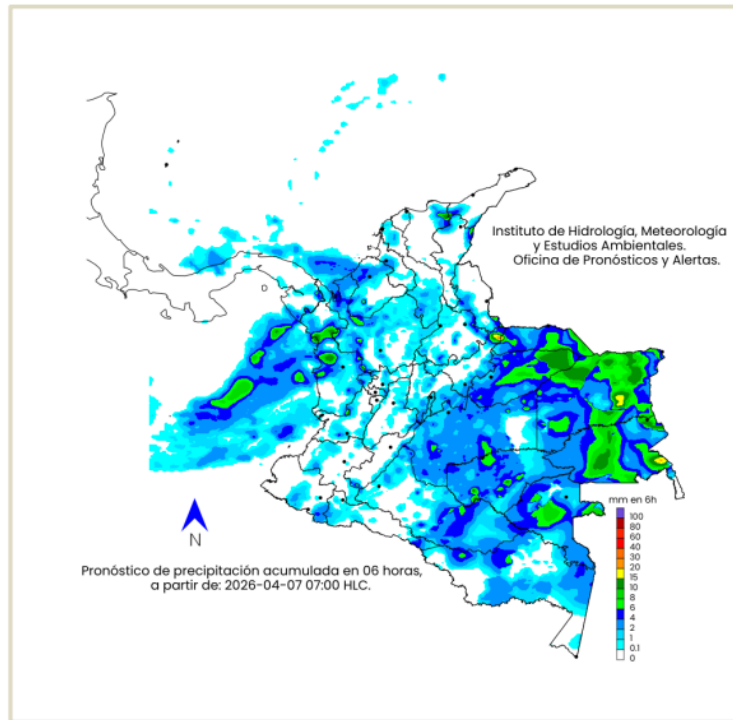 Instituto de Hidrología, Meteorología
y Estudios Ambientales.
Oficina de Pronósticos y Alertas.
mm en 6h
100
80
60
40
30
20
15
10
8
6
4
2
1
0.1
0
N
Pronóstico de precipitación acumulada en 06 horas,
a partir de: 2026-04-07 07:00 HLC.